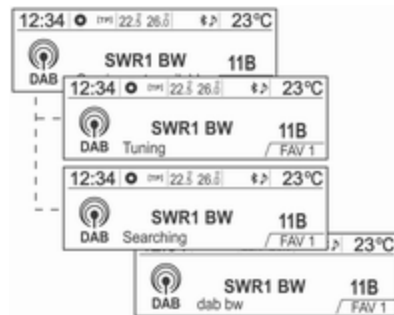 12:34 [TP] 22.5 26.0 23°C
SWR1 BW 11B
DAB
12:34 [TP] 22.5 26.0 23°C
SWR1 BW 11B
DAB Tuning FAV 1
12:34 [TP] 22.5 26.0 23°C
SWR1 BW 11B
DAB Searching FAV 1
23°C
SWR1 BW 11B
DAB dab bw FAV 1